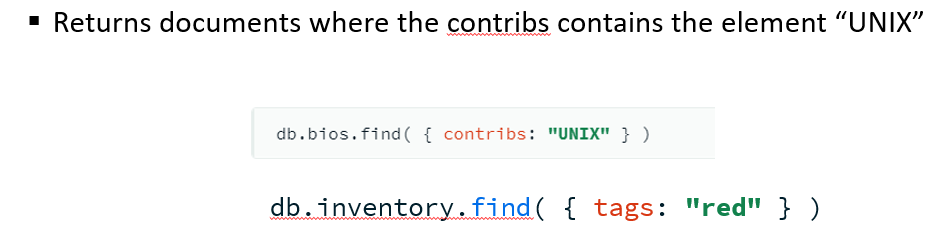 ▪ Returns documents where the contribs contains the element “UNIX”
db.bios.find( { contribs: "UNIX" } )
db.inventory.find( { tags: "red" } )